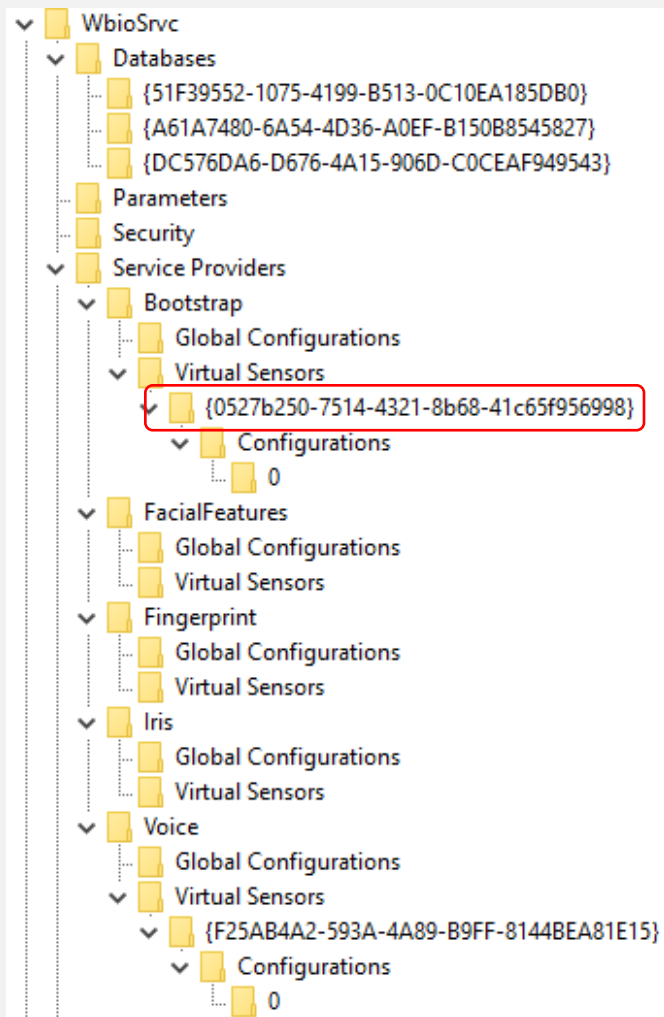 WbioSrvc
Databases
{51F39552-1075-4199-B513-0C10EA185DB0}
{A61A7480-6A54-4D36-A0EF-B150B8545827}
{DC576DA6-D676-4A15-906D-C0CEAF949543}
Parameters
Security
Service Providers
Bootstrap
Global Configurations
Virtual Sensors
{0527b250-7514-4321-8b68-41c65f956998}
Configurations
0
FacialFeatures
Global Configurations
Virtual Sensors
Fingerprint
Global Configurations
Virtual Sensors
Iris
Global Configurations
Virtual Sensors
Voice
Global Configurations
Virtual Sensors
{F25AB4A2-593A-4A89-B9FF-8144BEA81E15}
Configurations
0